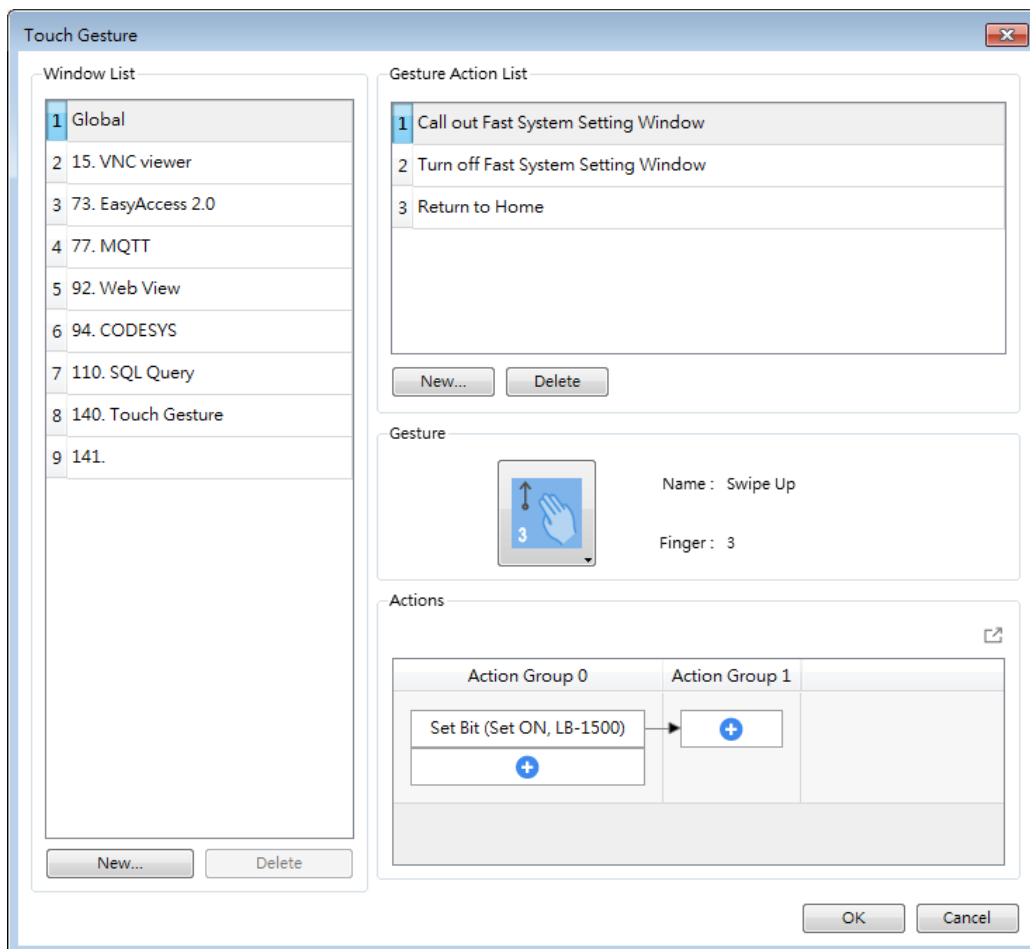 Touch Gesture
Window List
1 Global
2 15. VNC viewer
3 73. EasyAccess 2.0
4 77. MQTT
5 92. Web View
6 94. CODESYS
7 110. SQL Query
8 140. Touch Gesture
9 141.
New...
Delete
Gesture Action List
1 Call out Fast System Setting Window
2 Turn off Fast System Setting Window
3 Return to Home
New...
Delete
Gesture
3
Name : Swipe Up
Finger : 3
Actions
Action Group 0
Action Group 1
Set Bit (Set ON, LB-1500)
OK
Cancel